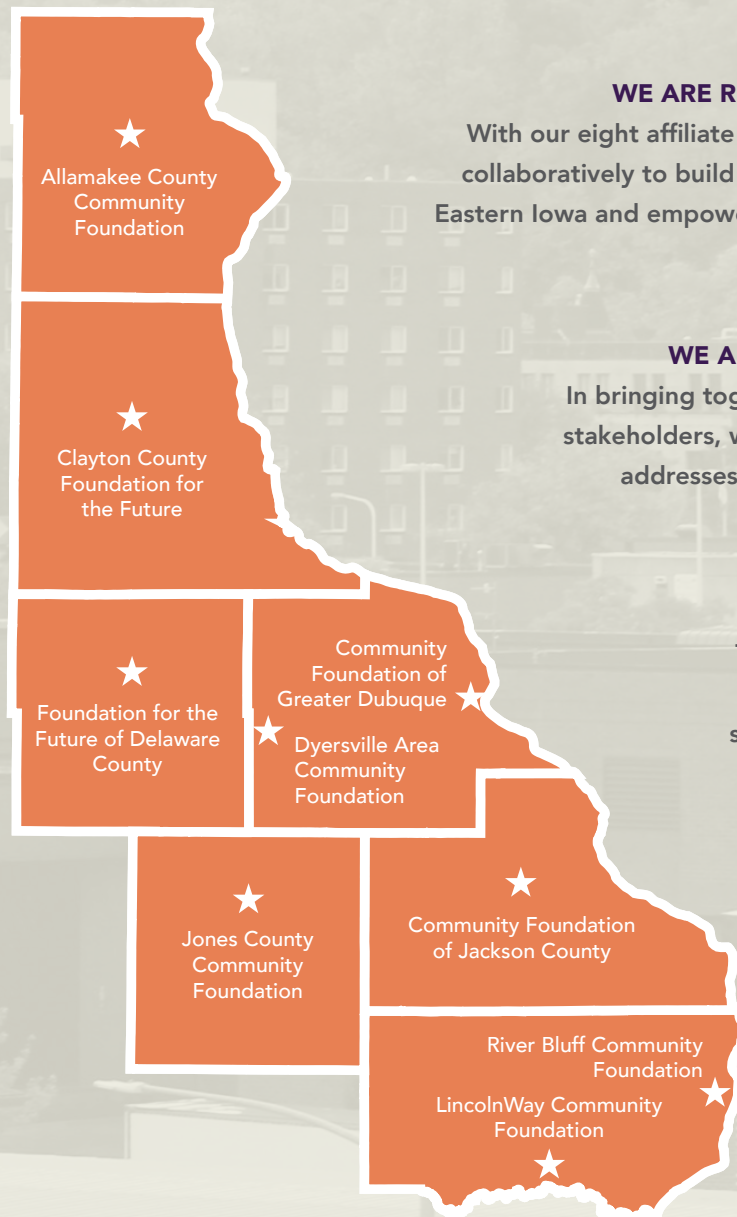 Allamakee County
Community
Foundation
Clayton County
Foundation for
the Future
Foundation for the
Future of Delaware
County
Community
Foundation of
Greater Dubuque
Dyersville Area
Community
Foundation
Jones County
Community
Foundation
Community Foundation
of Jackson County
River Bluff Community
Foundation
LincolnWay Community
Foundation
WE ARE R
With our eight affiliate
collaboratively to build
Eastern Iowa and empow
WE A
In bringing tog
stakeholders, w
addresses
s